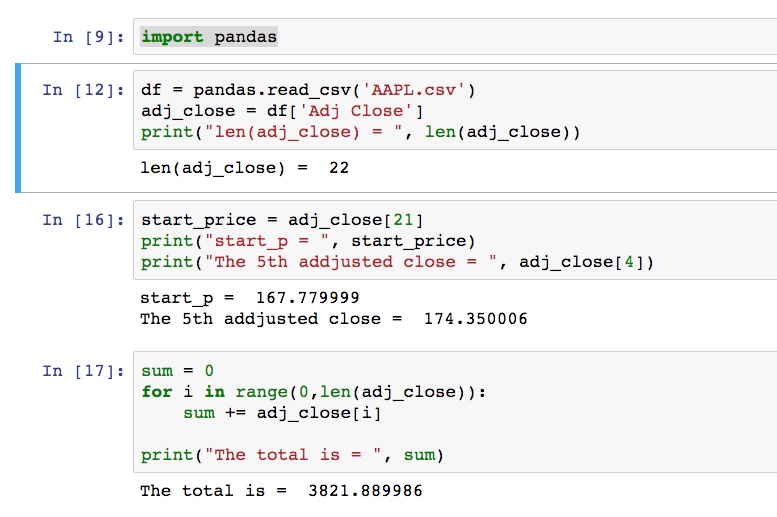 In [9]: import pandas
In [12]: df = pandas.read_csv('AAPL.csv')
adj_close = df['Adj Close']
print("len(adj_close) = ", len(adj_close))
len(adj_close) =  22
In [16]: start_price = adj_close[21]
print("start_p = ", start_price)
print("The 5th addjusted close = ", adj_close[4])
start_p =  167.779999
The 5th addjusted close =  174.350006
In [17]: sum = 0
for i in range(0,len(adj_close)):
    sum += adj_close[i]
print("The total is = ", sum)
The total is =  3821.889986